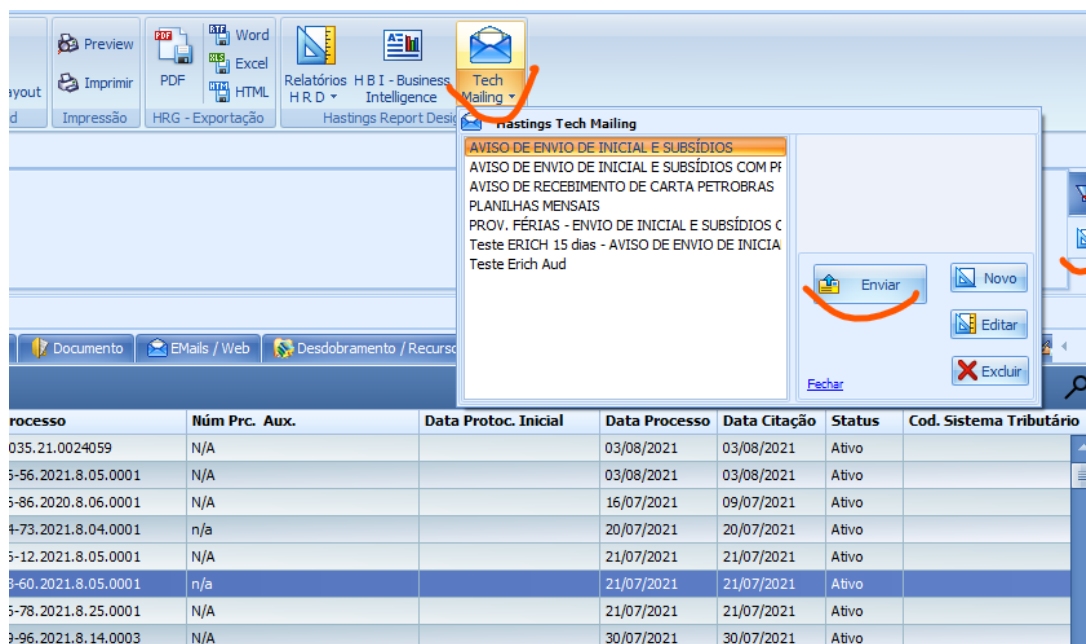 Preview
Imprimir
ayout
Impressão
PDF
Word
Excel
HTML
HRG - Exportação
Relatórios H R D
H B I - Business Intelligence
Hastings Report Desig
Tech Mailing
Hastings Tech Mailing
AVISO DE ENVIO DE INICIAL E SUBSÍDIOS
AVISO DE ENVIO DE INICIAL E SUBSÍDIOS COM PR
AVISO DE RECEBIMENTO DE CARTA PETROBRAS
PLANILHAS MENSAIS
PROV. FÉRIAS - ENVIO DE INICIAL E SUBSÍDIOS C
Teste ERICH 15 dias - AVISO DE ENVIO DE INICIA
Teste Erich Aud
Enviar
Novo
Editar
Excluir
Fechar
Documento
EMails / Web
Desdobramento / Recurso
rocesso Núm Prc. Aux. Data Protoc. Inicial Data Processo Data Citação Status Cod. Sistema Tributário
035.21.0024059 N/A 03/08/2021 03/08/2021 Ativo
-56.2021.8.05.0001 N/A 03/08/2021 03/08/2021 Ativo
-86.2020.8.06.0001 N/A 16/07/2021 09/07/2021 Ativo
-73.2021.8.04.0001 n/a 20/07/2021 20/07/2021 Ativo
-12.2021.8.05.0001 N/A 21/07/2021 21/07/2021 Ativo
-60.2021.8.05.0001 n/a 21/07/2021 21/07/2021 Ativo
-78.2021.8.25.0001 N/A 21/07/2021 21/07/2021 Ativo
-96.2021.8.14.0003 N/A 30/07/2021 30/07/2021 Ativo